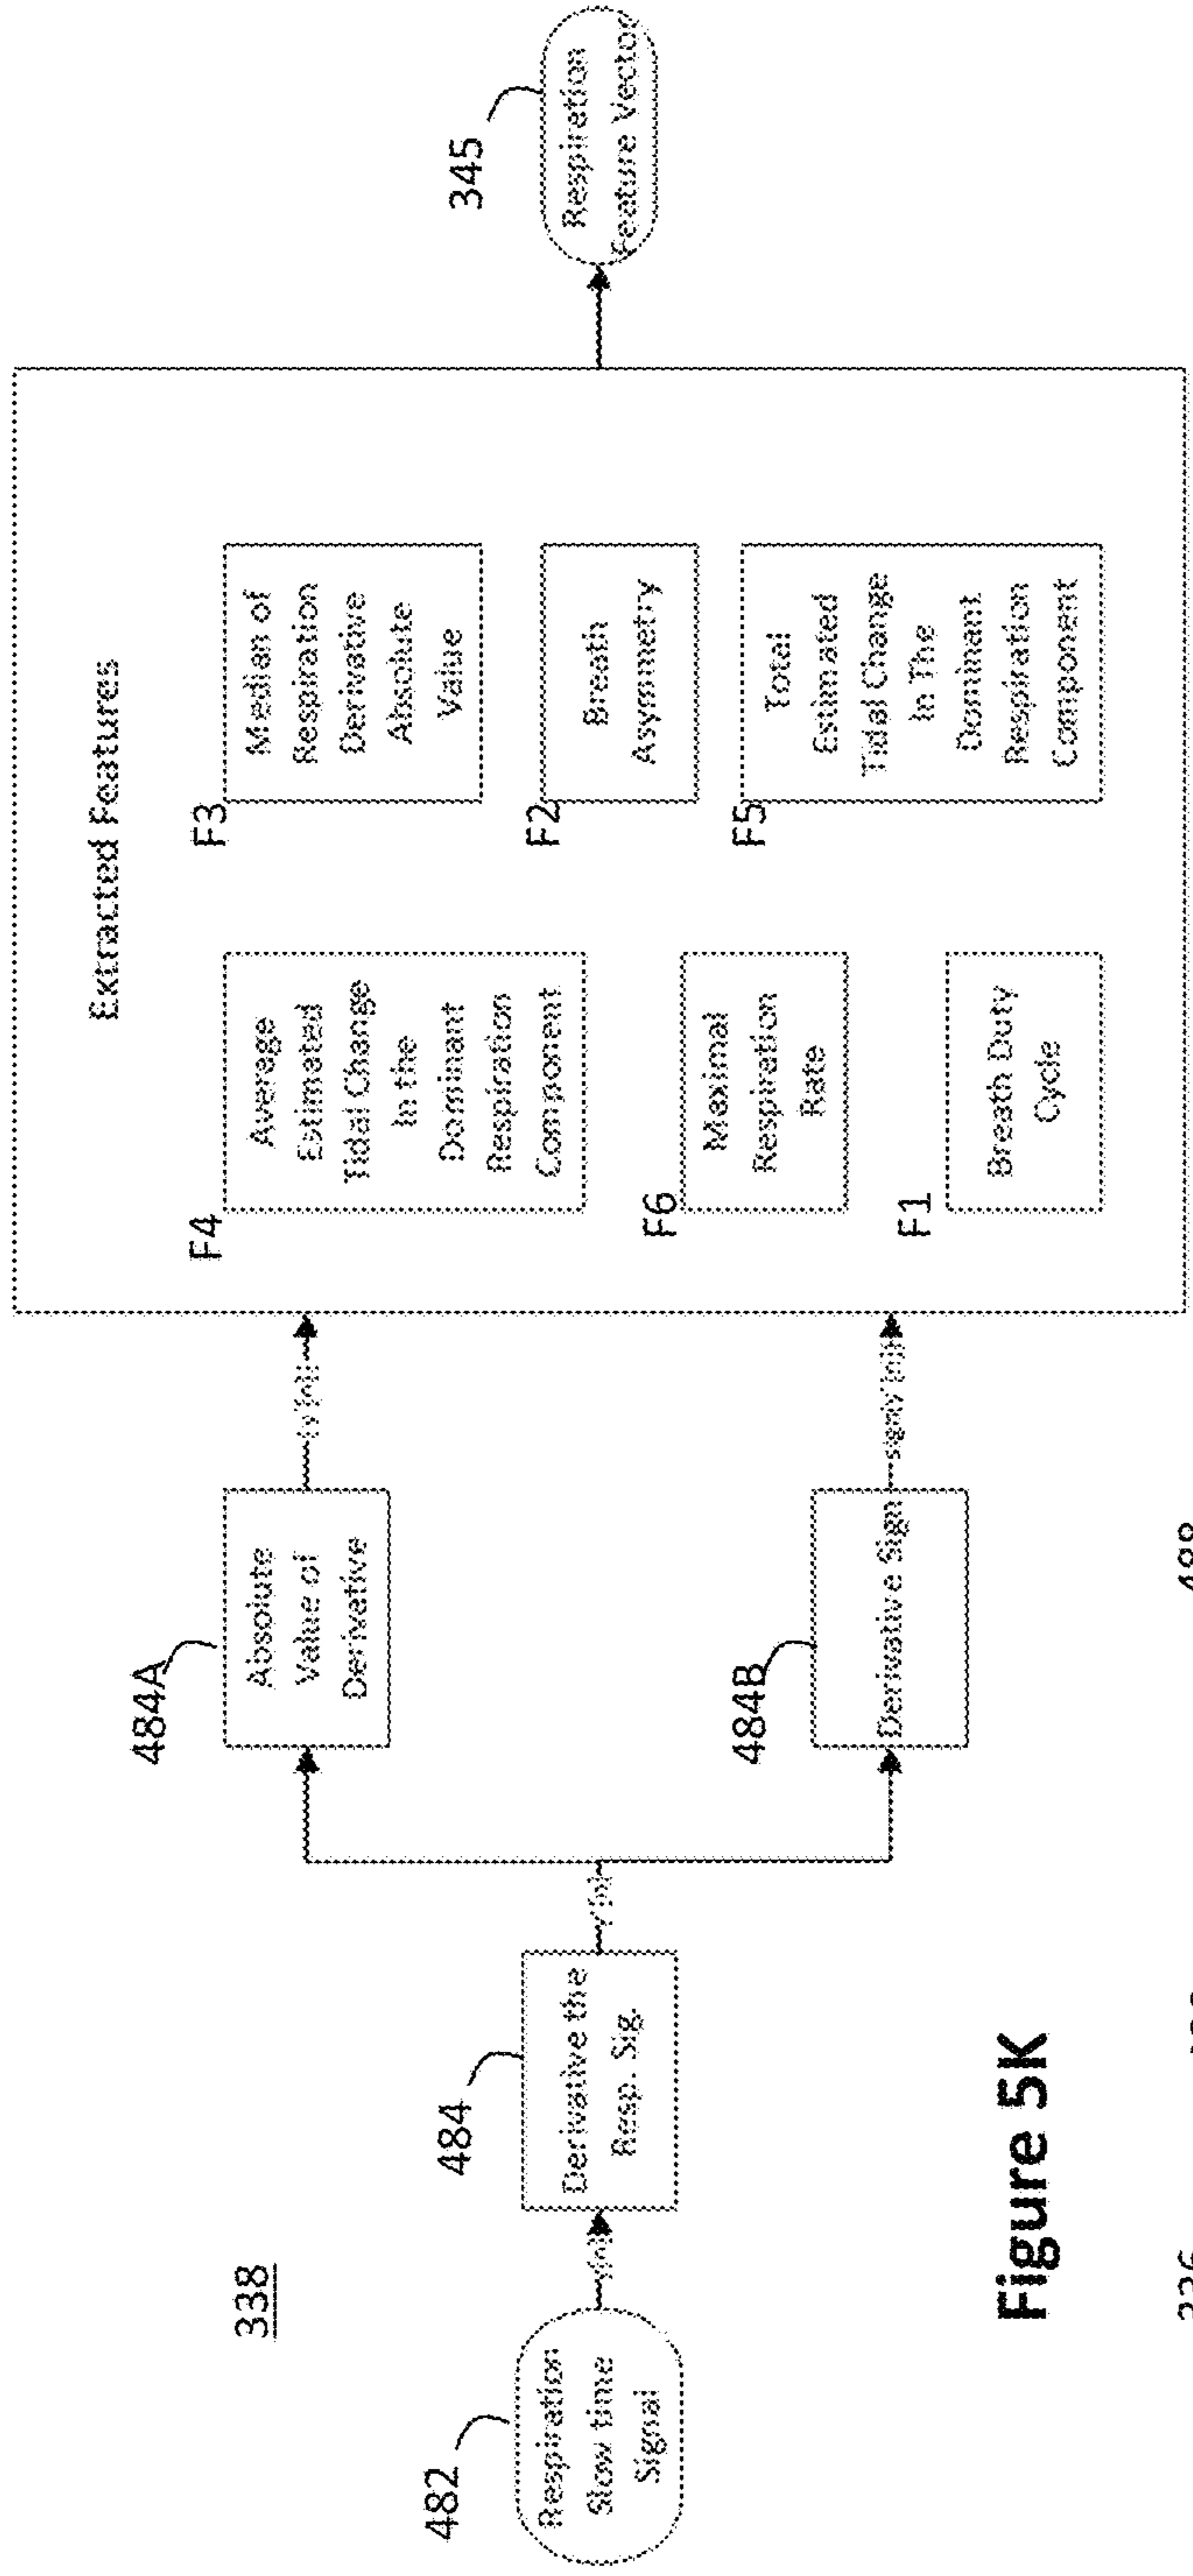 338
482
Respiration
Slow time
Signal
y[n]
484
Derivative the
Resp. Sig.
y'[n]
484A
Absolute
Value of
Derivative
|y'[n]|
484B
Derivative Sign
sign(y'[n])
Extracted Features
F4
Average
Estimated
Tidal Change
In the
Dominant
Respiration
Component
F3
Median of
Respiration
Derivative
Absolute
Value
F6
Maximal
Respiration
Rate
F2
Breath
Asymmetry
F1
Breath Duty
Cycle
F5
Total
Estimated
Tidal Change
In The
Dominant
Respiration
Component
345
Respiration
Feature Vector
Figure 5K
336
488